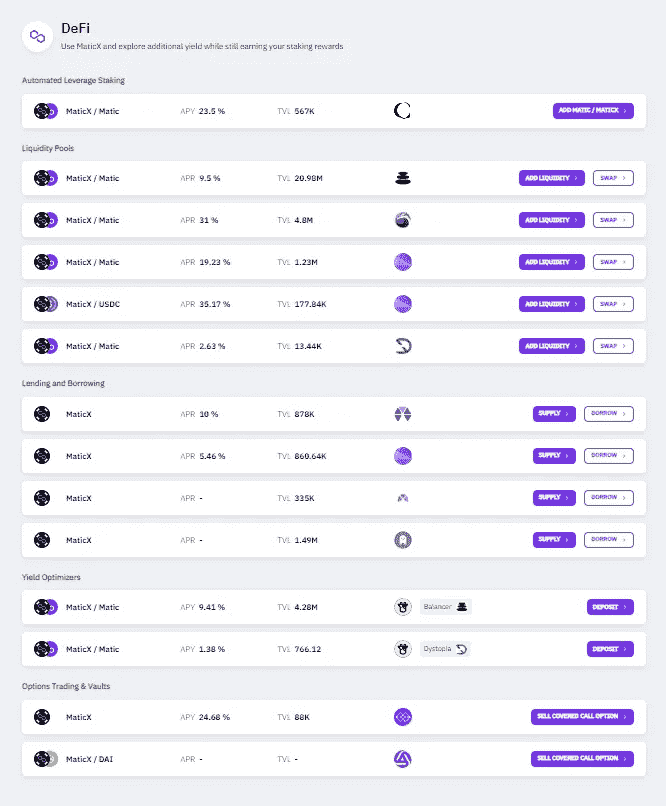 DeFi
Use MaticX and explore additional yield while still earning your staking rewards
Automated Leverage Staking
MaticX / Matic APY 23.5 % TVL 567K ADD MATIC / MATICX ›
Liquidity Pools
MaticX / Matic APR 9.5 % TVL 20.98M ADD LIQUIDITY › SWAP ›
MaticX / Matic APR 31 % TVL 4.8M ADD LIQUIDITY › SWAP ›
MaticX / Matic APR 19.23 % TVL 1.23M ADD LIQUIDITY › SWAP ›
MaticX / USDC APR 35.17 % TVL 177.84K ADD LIQUIDITY › SWAP ›
MaticX / Matic APR 2.63 % TVL 13.44K ADD LIQUIDITY › SWAP ›
Lending and Borrowing
MaticX APR 10 % TVL 878K SUPPLY › BORROW ›
MaticX APR 5.46 % TVL 860.64K SUPPLY › BORROW ›
MaticX APR - TVL 335K SUPPLY › BORROW ›
MaticX APR - TVL 1.49M SUPPLY › BORROW ›
Yield Optimizers
MaticX / Matic APY 9.41 % TVL 4.28M Balancer DEPOSIT ›
MaticX / Matic APY 1.38 % TVL 766.12 Dystopia DEPOSIT ›
Options Trading & Vaults
MaticX APY 24.68 % TVL 88K SELL COVERED CALL OPTION ›
MaticX / DAI APR - TVL - SELL COVERED CALL OPTION ›